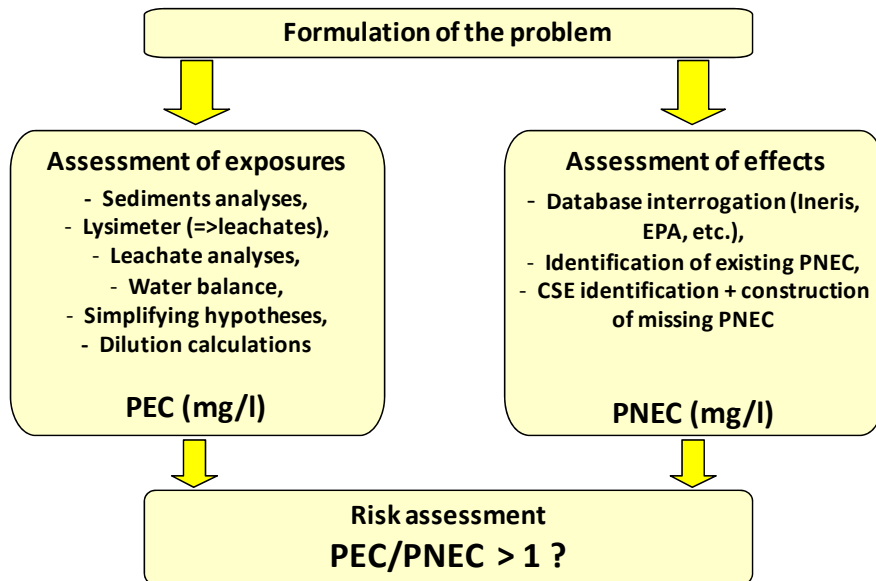 Formulation of the problem
Assessment of exposures
- Sediments analyses,
- Lysimeter (=>leachates),
- Leachate analyses,
- Water balance,
- Simplifying hypotheses,
- Dilution calculations
PEC (mg/l)
Assessment of effects
- Database interrogation (Ineris,
EPA, etc.),
- Identification of existing PNEC,
- CSE identification + construction
of missing PNEC
PNEC (mg/l)
Risk assessment
PEC/PNEC > 1 ?